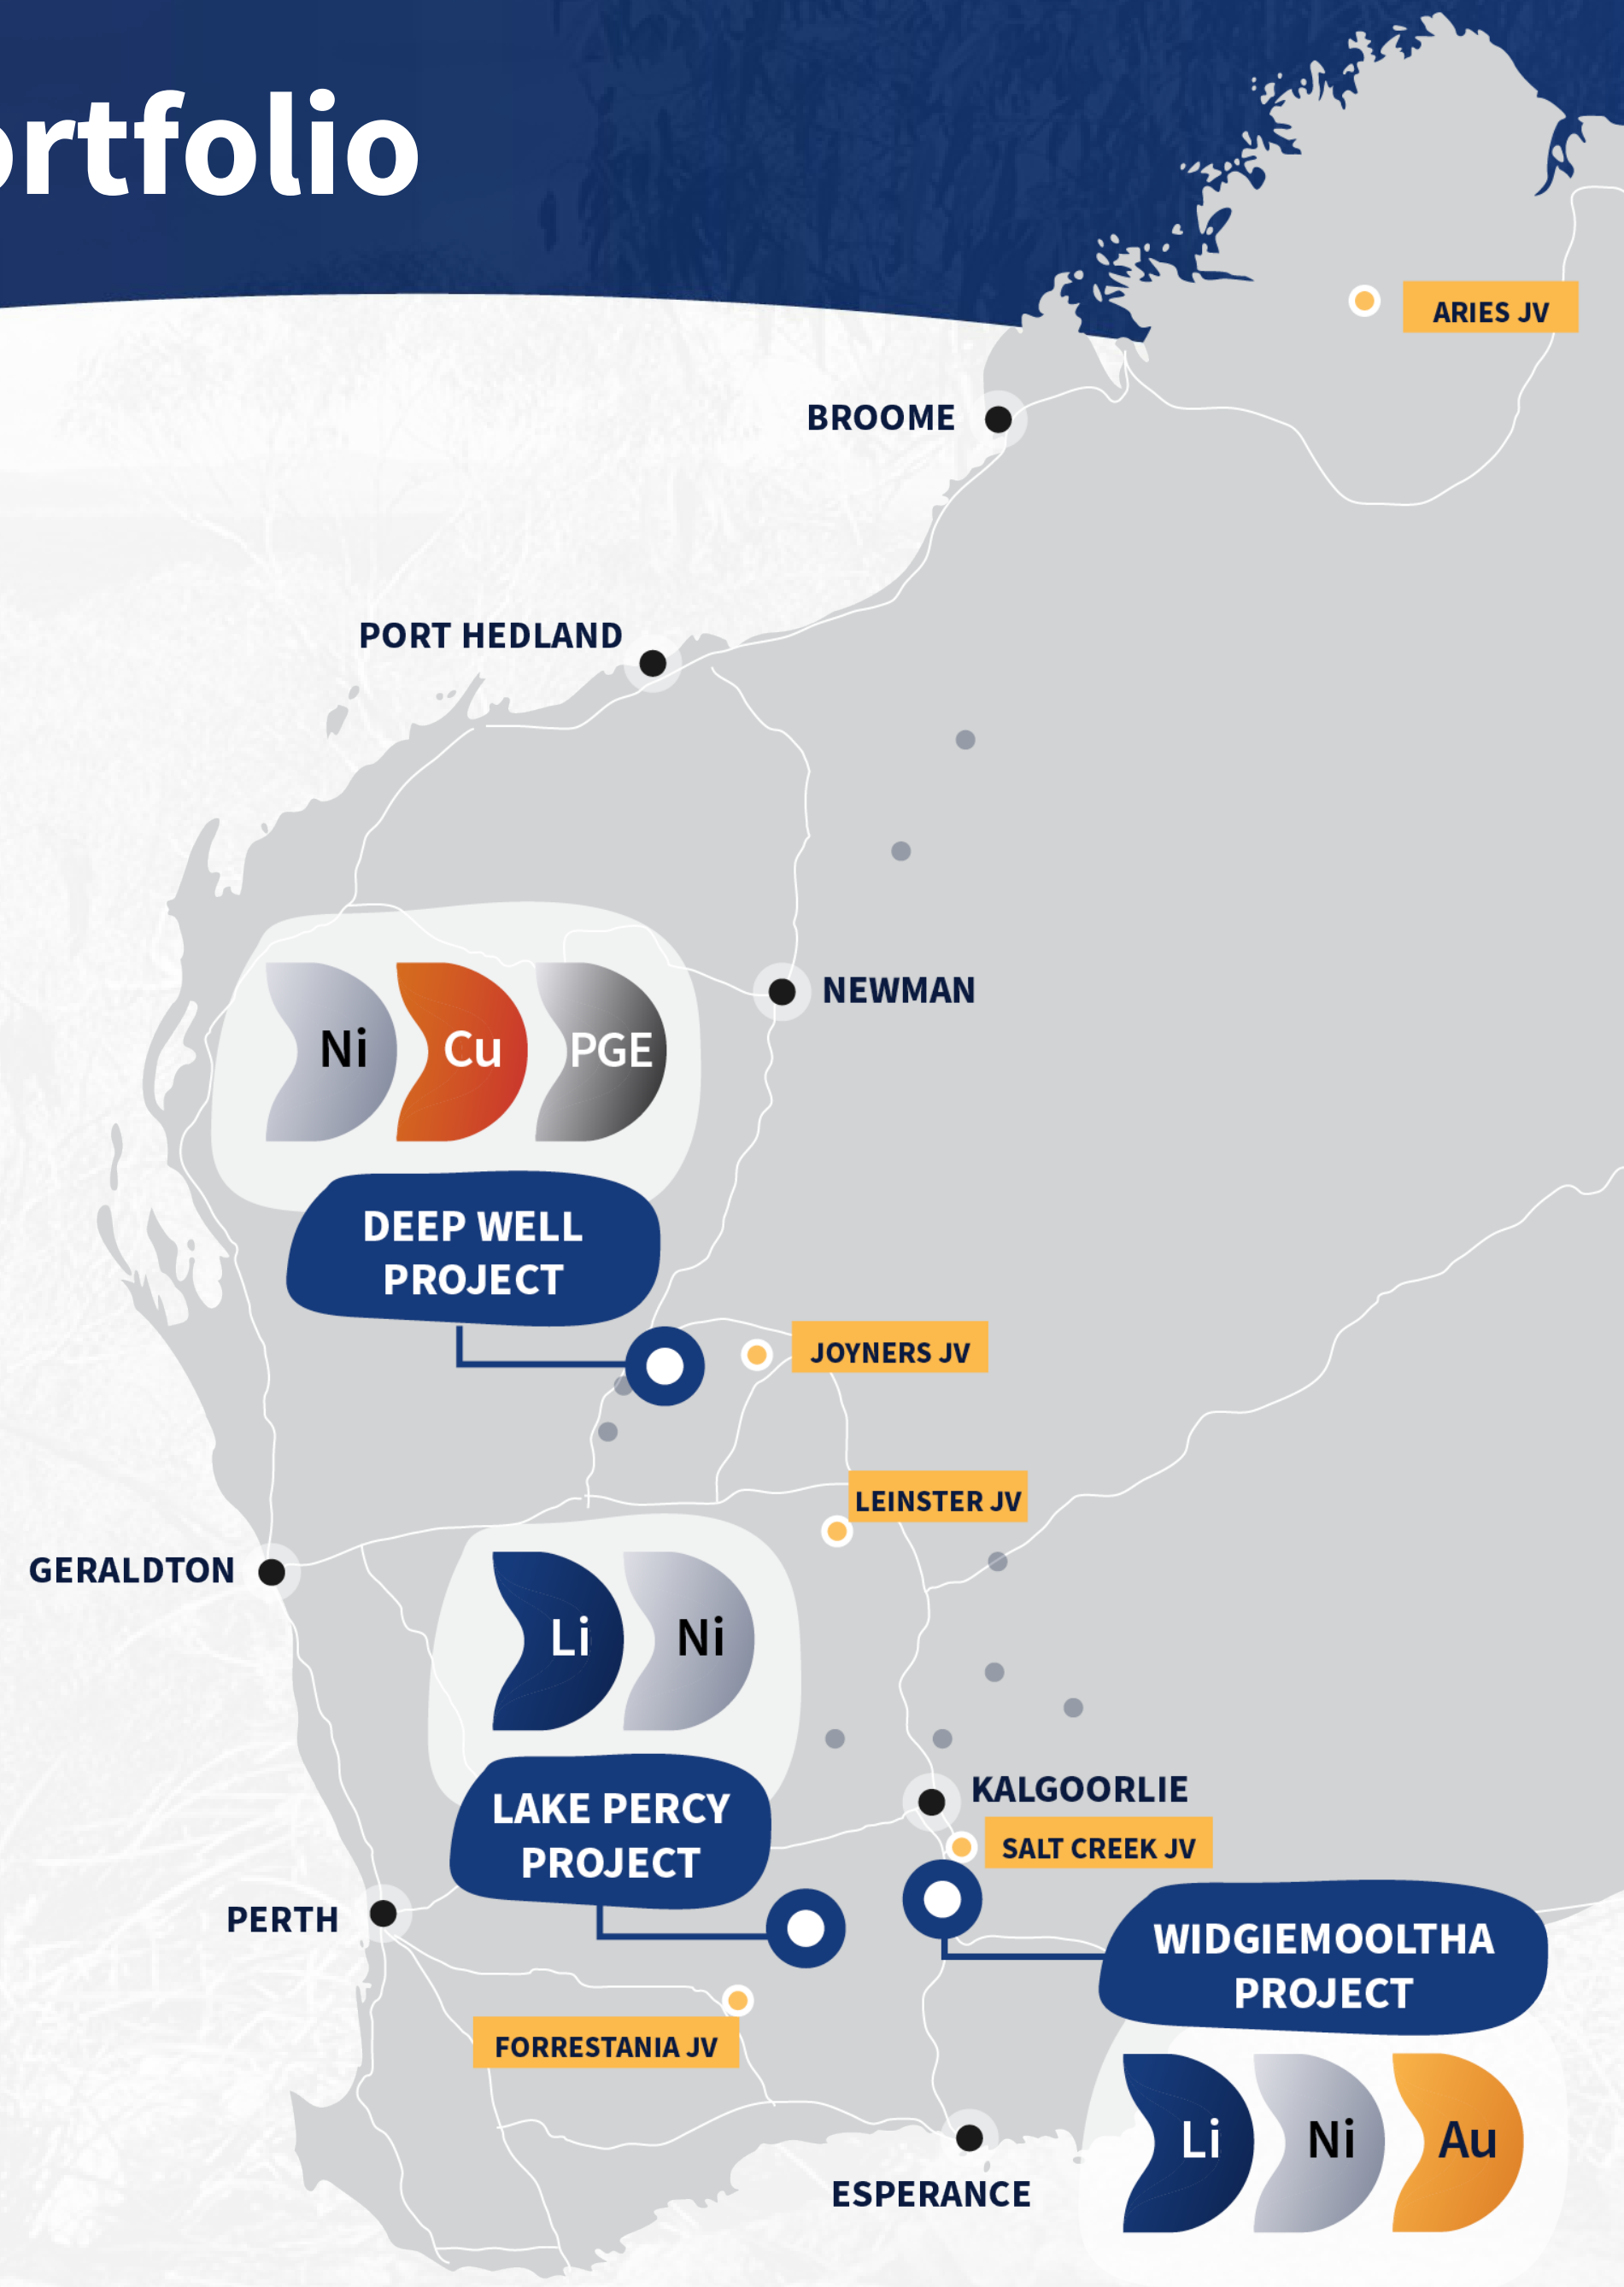 ortfolio
ARIES JV
BROOME
PORT HEDLAND
NEWMAN
Ni
Cu
PGE
DEEP WELL
PROJECT
JOYNERS JV
LEINSTER JV
GERALDTON
Li
Ni
KALGOORLIE
LAKE PERCY
PROJECT
SALT CREEK JV
PERTH
WIDGIEMOOLTHA
PROJECT
FORRESTANIA JV
Li
Ni
Au
ESPERANCE